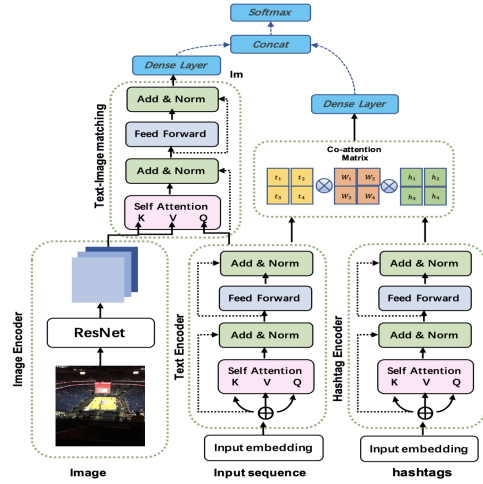 Softmax
Concat
Dense Layer
Im
Dense Layer
Text-Image matching
Add & Norm
Feed Forward
Add & Norm
Self Attention
K V Q
Co-attention
Matrix
t₁ t₂ W₁ W₂ h₁ h₂
t₃ t₄ W₃ W₄ h₃ h₄
Image Encoder
ResNet
Image
Text Encoder
Add & Norm
Feed Forward
Add & Norm
Self Attention
K V Q
Input embedding
Input sequence
Hashtag Encoder
Add & Norm
Feed Forward
Add & Norm
Self Attention
K V Q
Input embedding
hashtags